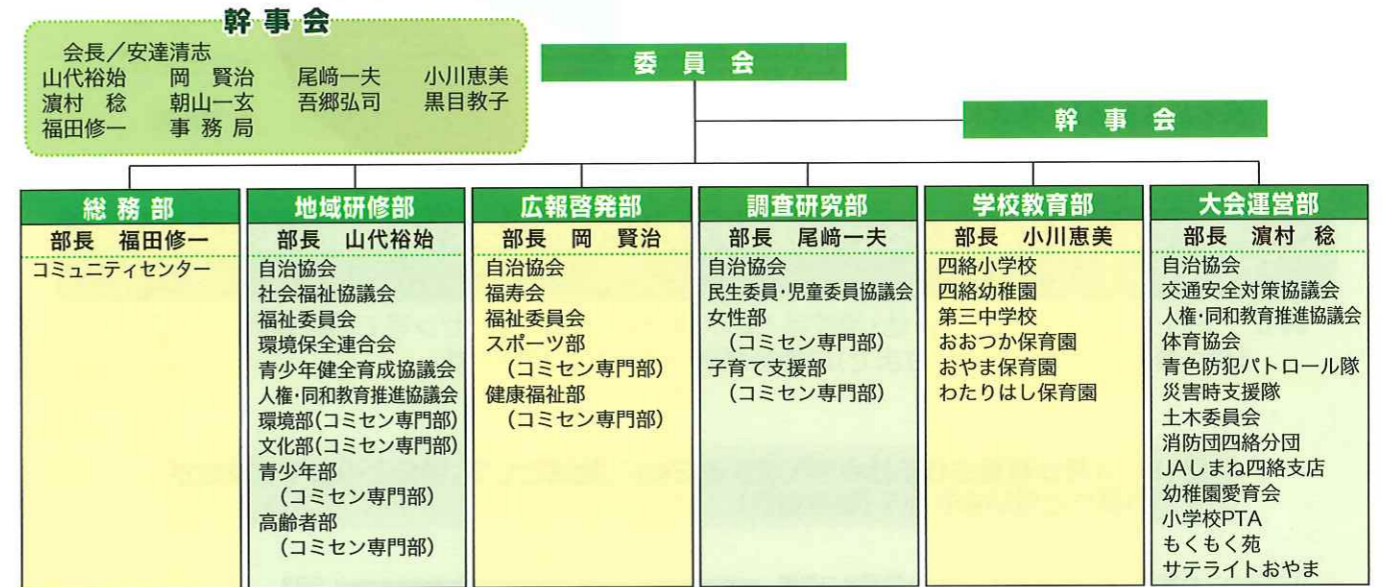 幹事会
会長／安達清志
山代裕始　岡　賢治　尾﨑一夫　小川恵美
濵村　稔　朝山一玄　吾郷弘司　黒目教子
福田修一　事務局
委員会
幹事会
総務部
部長　福田修一
コミュニティセンター
地域研修部
部長　山代裕始
自治協会
社会福祉協議会
福祉委員会
環境保全連合会
青少年健全育成協議会
人権・同和教育推進協議会
環境部(コミセン専門部)
文化部(コミセン専門部)
青少年部
(コミセン専門部)
高齢者部
(コミセン専門部)
広報啓発部
部長　岡　賢治
自治協会
福寿会
福祉委員会
スポーツ部
(コミセン専門部)
健康福祉部
(コミセン専門部)
調査研究部
部長　尾﨑一夫
自治協会
民生委員・児童委員協議会
女性部
(コミセン専門部)
子育て支援部
(コミセン専門部)
学校教育部
部長　小川恵美
四絡小学校
四絡幼稚園
第三中学校
おおつか保育園
おやま保育園
わたりはし保育園
大会運営部
部長　濵村　稔
自治協会
交通安全対策協議会
人権・同和教育推進協議会
体育協会
青色防犯パトロール隊
災害時支援隊
土木委員会
消防団四絡分団
JAしまね四絡支店
幼稚園愛育会
小学校PTA
もくもく苑
サテライトおやま